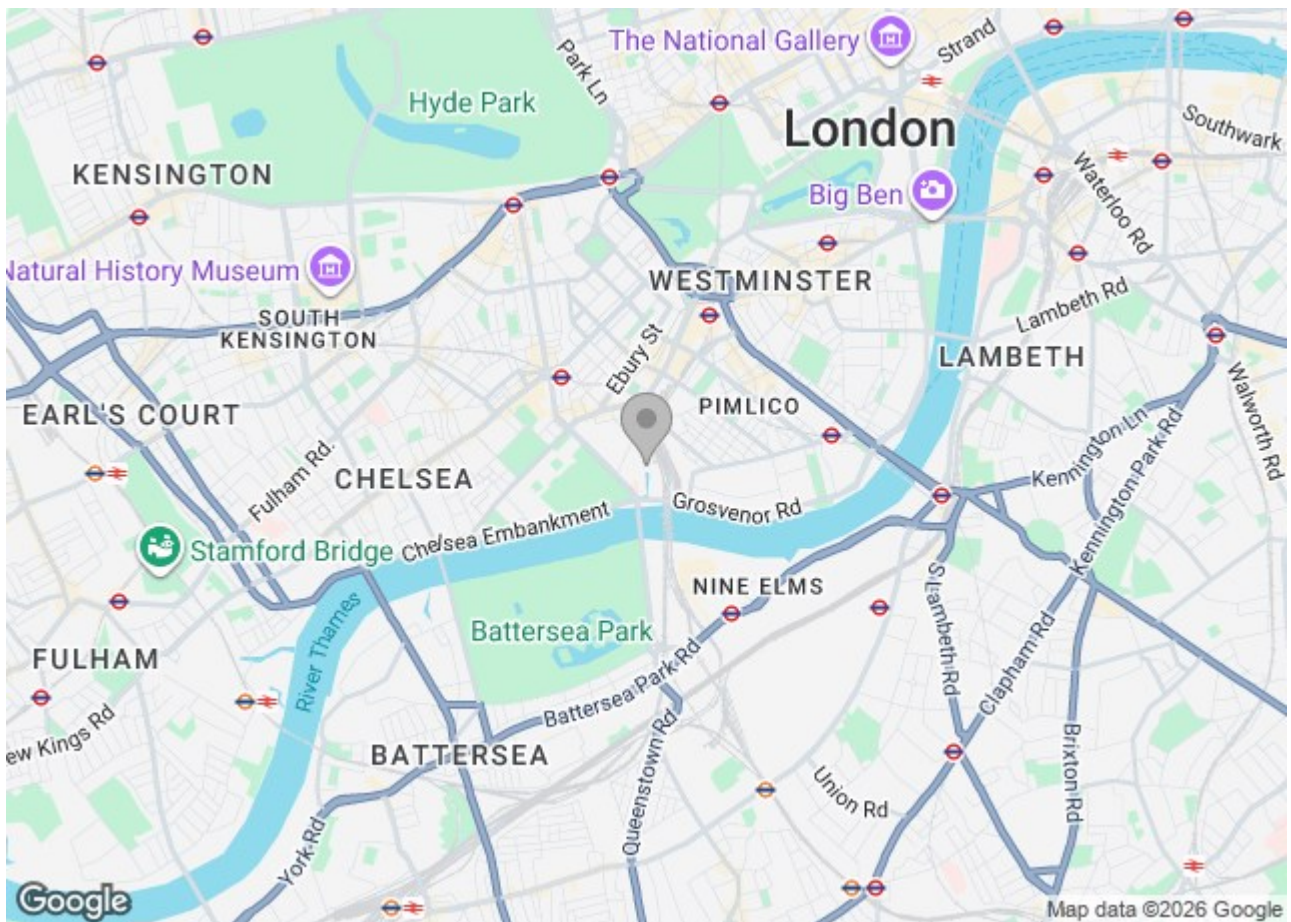 The National Gallery
Strand
Park Ln
Hyde Park
London
Southwark
KENSINGTON
Big Ben
Waterloo Rd
Natural History Museum
WESTMINSTER
Lambeth Rd
SOUTH
KENSINGTON
Ebury St
LAMBETH
EARL'S COURT
PIMLICO
Walworth Rd
Fulham Rd.
CHELSEA
Kennington Ln
Kennington Park Rd
Grosvenor Rd
Chelsea Embankment
Stamford Bridge
NINE ELMS
S Lambeth Rd
Battersea Park
FULHAM
River Thames
Clapham Rd
Battersea Park Rd
ew Kings Rd
BATTERSEA
Queenstown Rd
Brixton Rd
Union Rd
York Rd
Google
Map data ©2026 Google